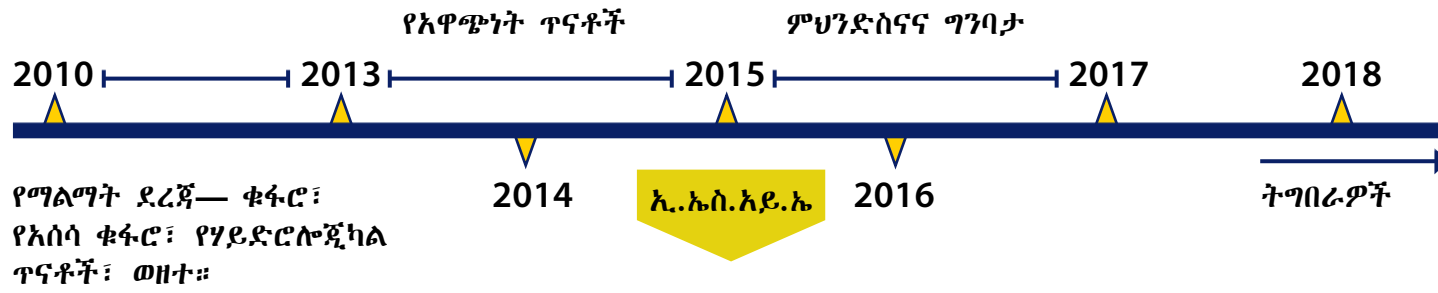 የአዋጭነት ጥናቶች
ምህንድስናና ግንባታ
2010
2013
2015
2017
2018
2014
ኢ.ኤስ.አይ.ኤ
2016
ትግበራዎች
የማልማት ደረጃ— ቁፋሮ፣
የአሰሳ ቁፋሮ፣ የሃይድሮሎጂካል
ጥናቶች፣ ወዘተ።